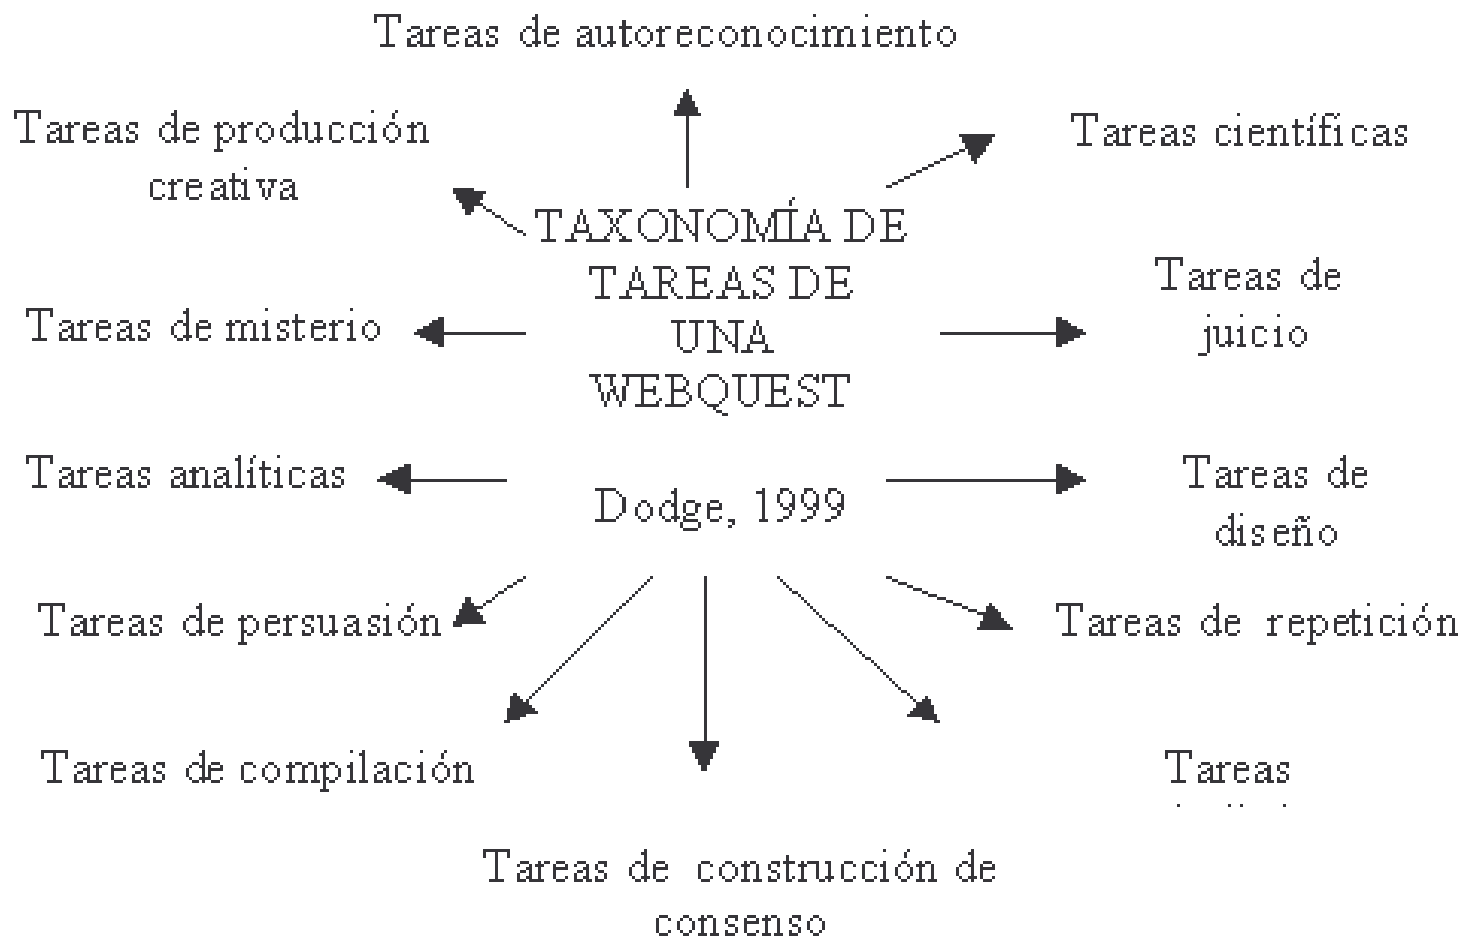 Tareas de autoreconocimiento
Tareas de producción
creativa
Tareas científicas
TAXONOMÍA DE
TAREAS DE
UNA
WEBQUEST
Dodge, 1999
Tareas de
juicio
Tareas de misterio
Tareas analíticas
Tareas de
diseño
Tareas de persuasión
Tareas de repetición
Tareas de compilación
Tareas
Tareas de construcción de
consenso